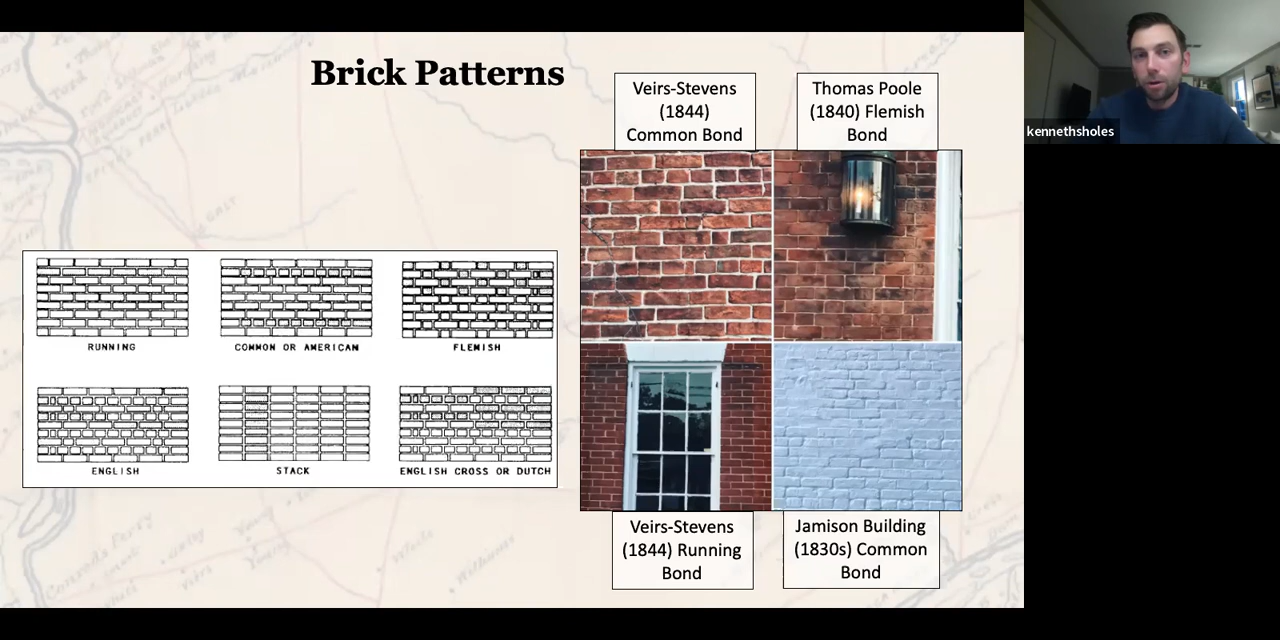 Brick Patterns
Veirs-Stevens
(1844)
Common Bond
Thomas Poole
(1840) Flemish
Bond
kennethsholes
RUNNING
COMMON OR AMERICAN
FLEMISH
ENGLISH
STACK
ENGLISH CROSS OR DUTCH
Veirs-Stevens
(1844) Running
Bond
Jamison Building
(1830s) Common
Bond